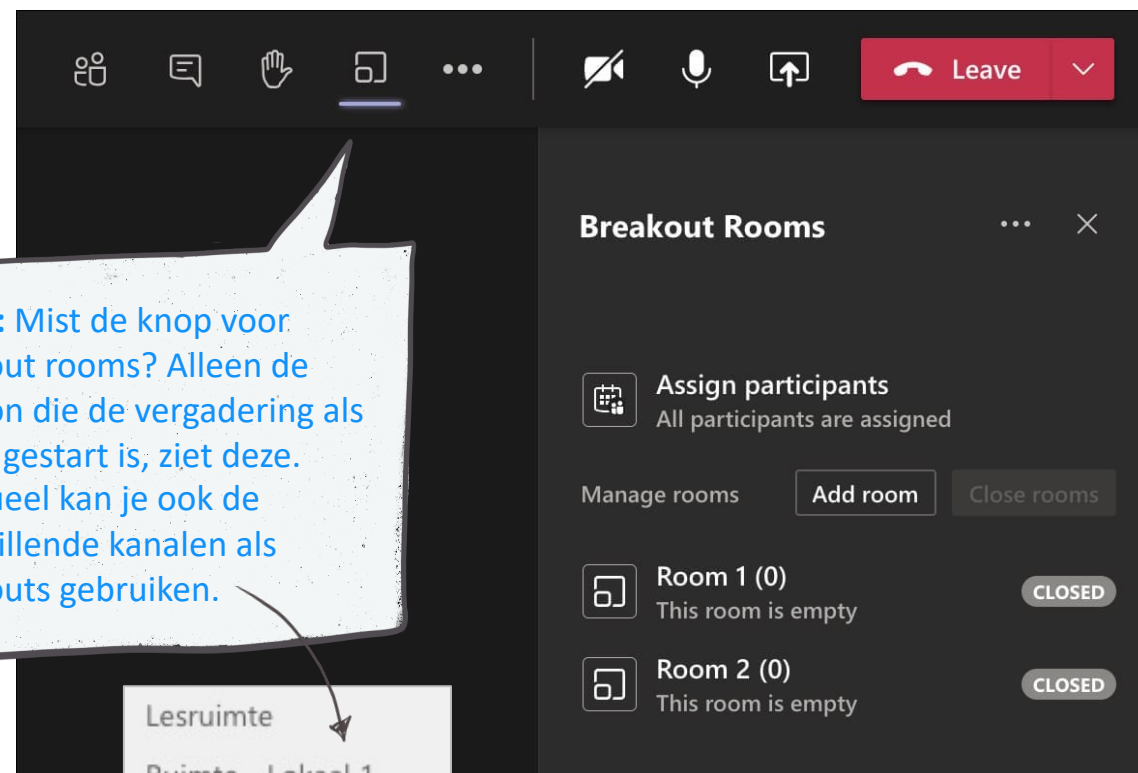 Leave
Breakout Rooms
: Mist de knop voor
out rooms? Alleen de
on die de vergadering als
gestart is, ziet deze.
ueel kan je ook de
illende kanalen als
outs gebruiken.
Assign participants
All participants are assigned
Manage rooms Add room Close rooms
Room 1 (0)
This room is empty
CLOSED
Room 2 (0)
This room is empty
CLOSED
Lesruimte
Ruimte - Lokaal 1